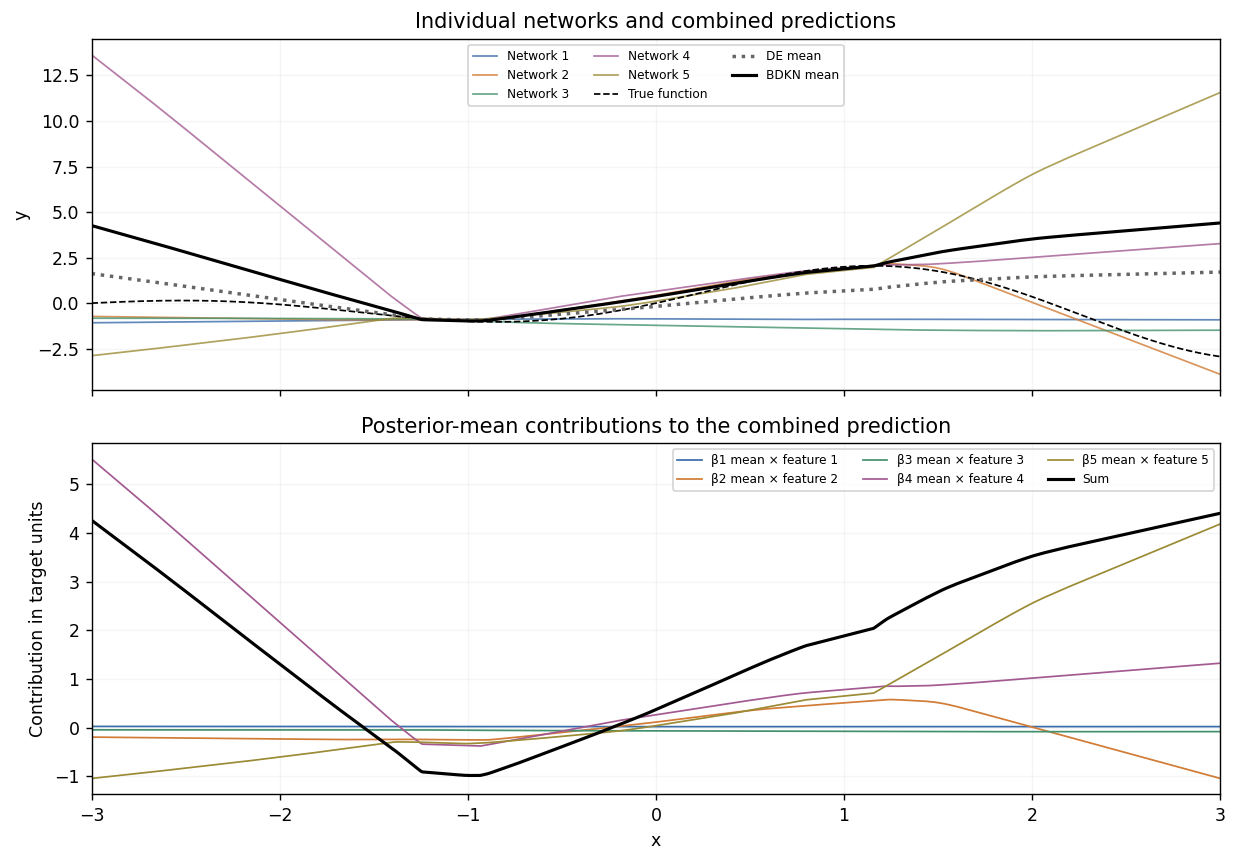 Individual networks and combined predictions
Network 1
Network 2
Network 3
Network 4
Network 5
True function
DE mean
BDKN mean
12.5
10.0
7.5
5.0
2.5
0.0
−2.5
y
Posterior-mean contributions to the combined prediction
β1 mean × feature 1
β2 mean × feature 2
β3 mean × feature 3
β4 mean × feature 4
β5 mean × feature 5
Sum
5
4
3
2
1
0
−1
Contribution in target units
−3
−2
−1
0
1
2
3
x